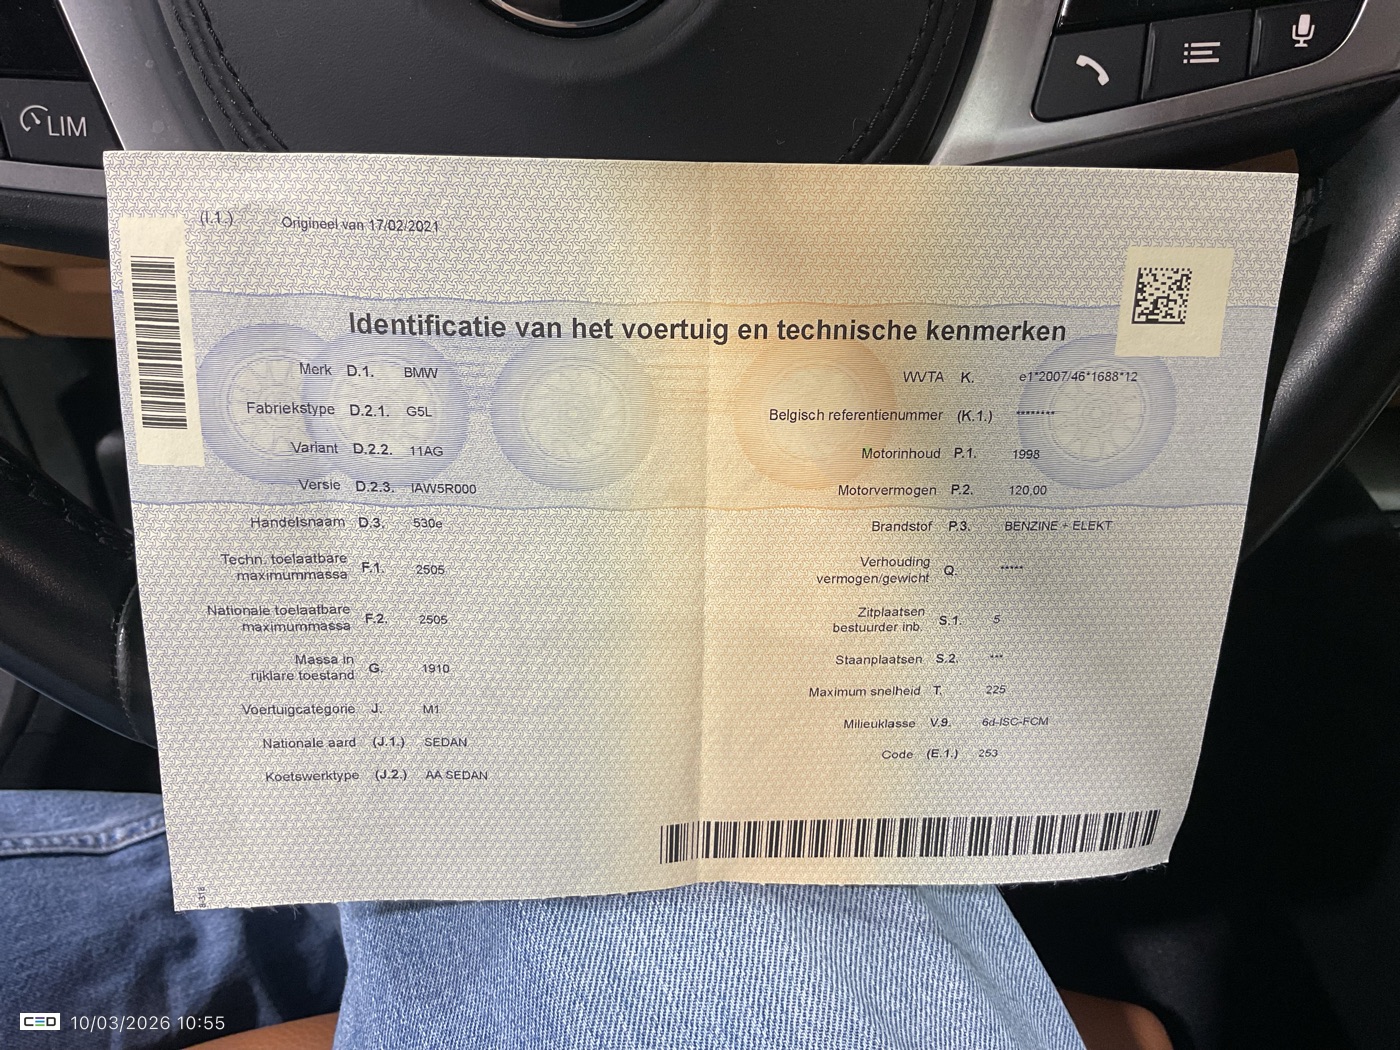 LIM
(I.1.) Origineel van 17/02/2021
Identificatie van het voertuig en technische kenmerken
Merk D.1. BMW
Fabriekstype D.2.1. G5L
Variant D.2.2. 11AG
Versie D.2.3. IAW5R000
Handelsnaam D.3. 530e
Techn. toelaatbare
maximummassa F.1. 2505
Nationale toelaatbare
maximummassa F.2. 2505
Massa in
rijklare toestand G. 1910
Voertuigcategorie J. M1
Nationale aard (J.1.) SEDAN
Koetswerktype (J.2.) AA SEDAN
WVTA K. e1*2007/46*1688*12
Belgisch referentienummer (K.1.) ********
Motorinhoud P.1. 1998
Motorvermogen P.2. 120,00
Brandstof P.3. BENZINE + ELEKT
Verhouding
vermogen/gewicht Q. *****
Zitplaatsen
bestuurder inb. S.1. 5
Staanplaatsen S.2. ***
Maximum snelheid T. 225
Milieuklasse V.9. 6d-ISC-FCM
Code (E.1.) 253
CED 10/03/2026 10:55